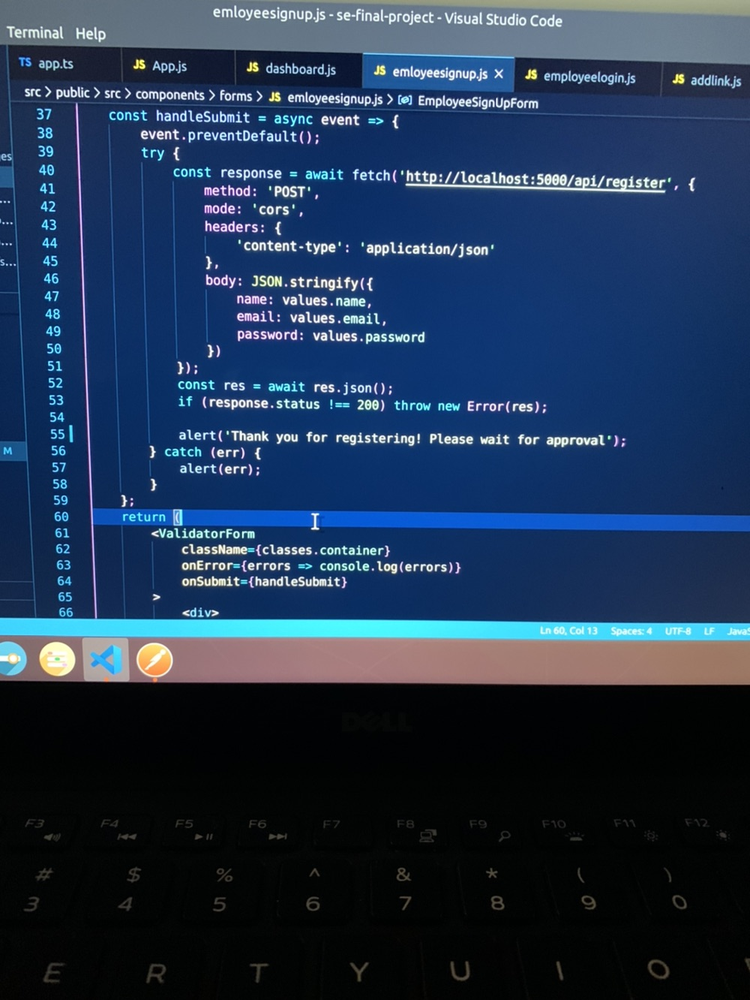 emloyeesignup.js - se-final-project - Visual Studio Code
Terminal Help
TS app.ts JS App.js JS dashboard.js JS emloyeesignup.js × JS employeelogin.js JS addlink.js
src > public > src > components > forms > JS emloyeesignup.js > EmployeeSignUpForm
37 const handleSubmit = async event => {
38 event.preventDefault();
39 try {
40 const response = await fetch('http://localhost:5000/api/register', {
41 method: 'POST',
42 mode: 'cors',
43 headers: {
44 'content-type': 'application/json'
45 },
46 body: JSON.stringify({
47 name: values.name,
48 email: values.email,
49 password: values.password
50 })
51 });
52 const res = await res.json();
53 if (response.status !== 200) throw new Error(res);
54
55 alert('Thank you for registering! Please wait for approval');
56 } catch (err) {
57 alert(err);
58 }
59 };
60 return (
61 <ValidatorForm
62 className={classes.container}
63 onError={errors => console.log(errors)}
64 onSubmit={handleSubmit}
65 >
66 <div>
M
Ln 60, Col 13 Spaces: 4 UTF-8 LF JavaS
DELL
F3 F4 F5 F6 F7 F8 F9 F10 F11 F12
# $ % ^ & * ( )
3 4 5 6 7 8 9 0
E R T Y U I O